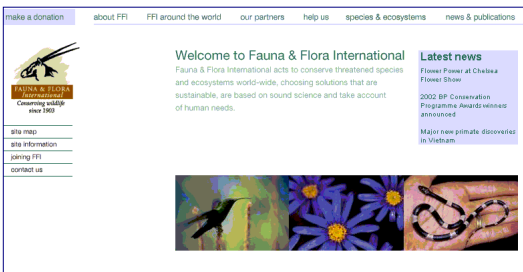 make a donation
about FFI
FFI around the world
our partners
help us
species & ecosystems
news & publications
FAUNA & FLORA
International
Conserving wildlife
since 1903
site map
site information
joining FFI
contact us
Welcome to Fauna & Flora International
Fauna & Flora International acts to conserve threatened species
and ecosystems world-wide, choosing solutions that are
sustainable, are based on sound science and take account
of human needs.
Latest news
Flower Power at Chelsea
Flower Show
2002 BP Conservation
Programme Awards winners
announced
Major new primate discoveries
in Vietnam